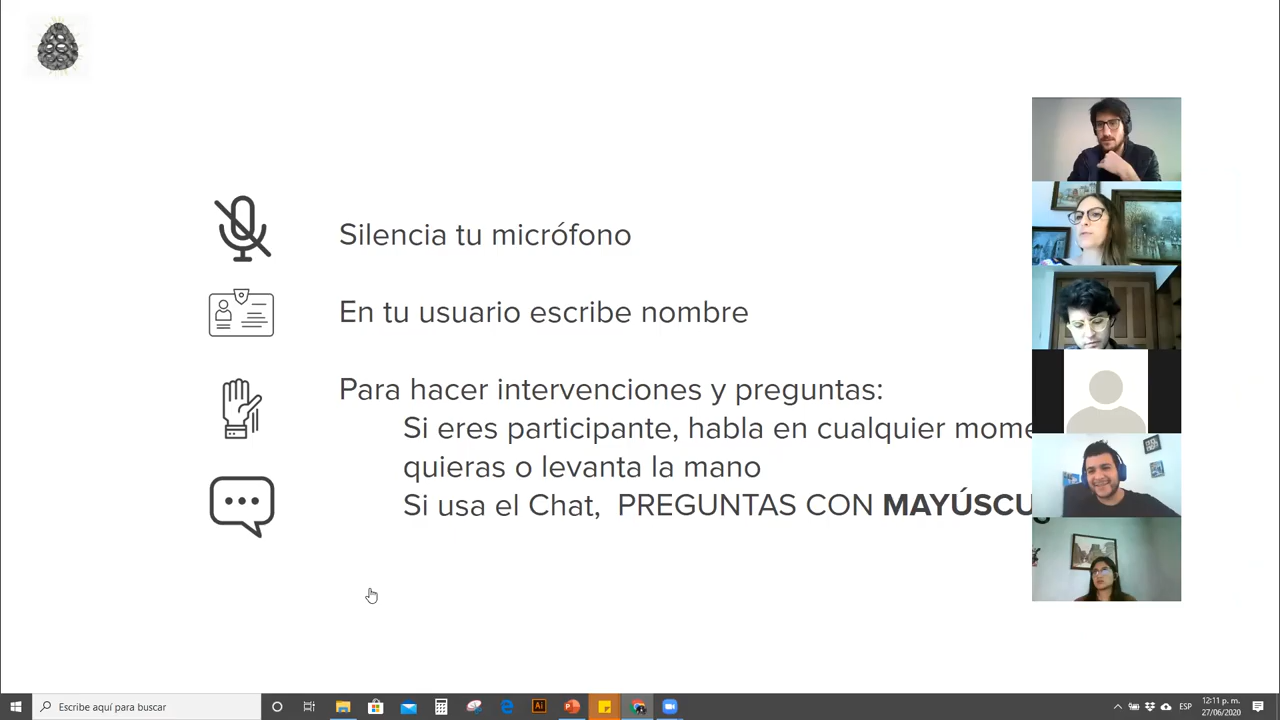 Silencia tu micrófono
En tu usuario escribe nombre
Para hacer intervenciones y preguntas:
Si eres participante, habla en cualquier mome
quieras o levanta la mano
Si usa el Chat,  PREGUNTAS CON MAYÚSCU
Escribe aquí para buscar
Ai
ESP
12:11 p. m.
27/06/2020